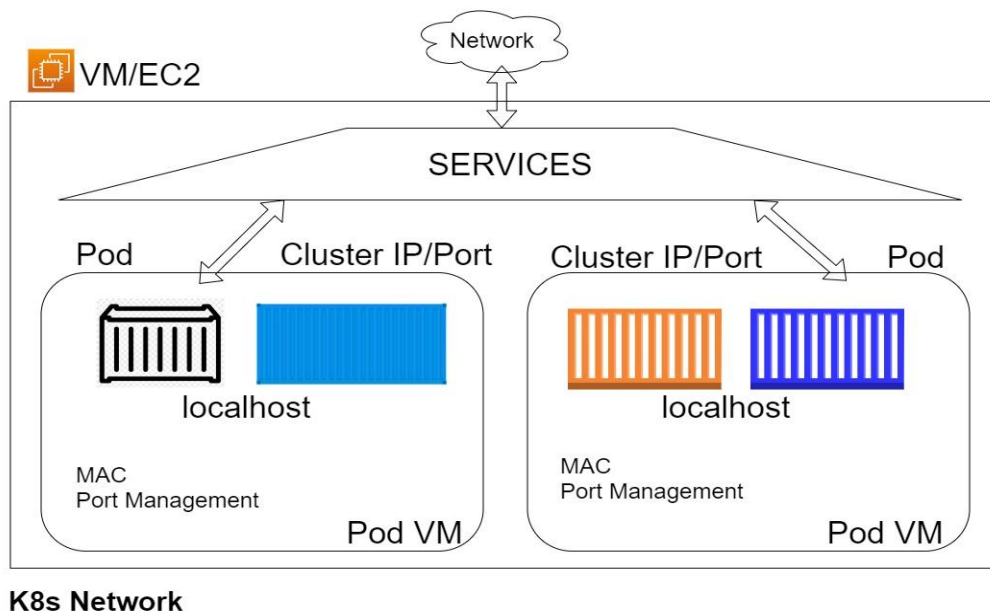 Network
VM/EC2
SERVICES
Pod
Cluster IP/Port
Cluster IP/Port
Pod
localhost
localhost
MAC
Port Management
MAC
Port Management
Pod VM
Pod VM
K8s Network